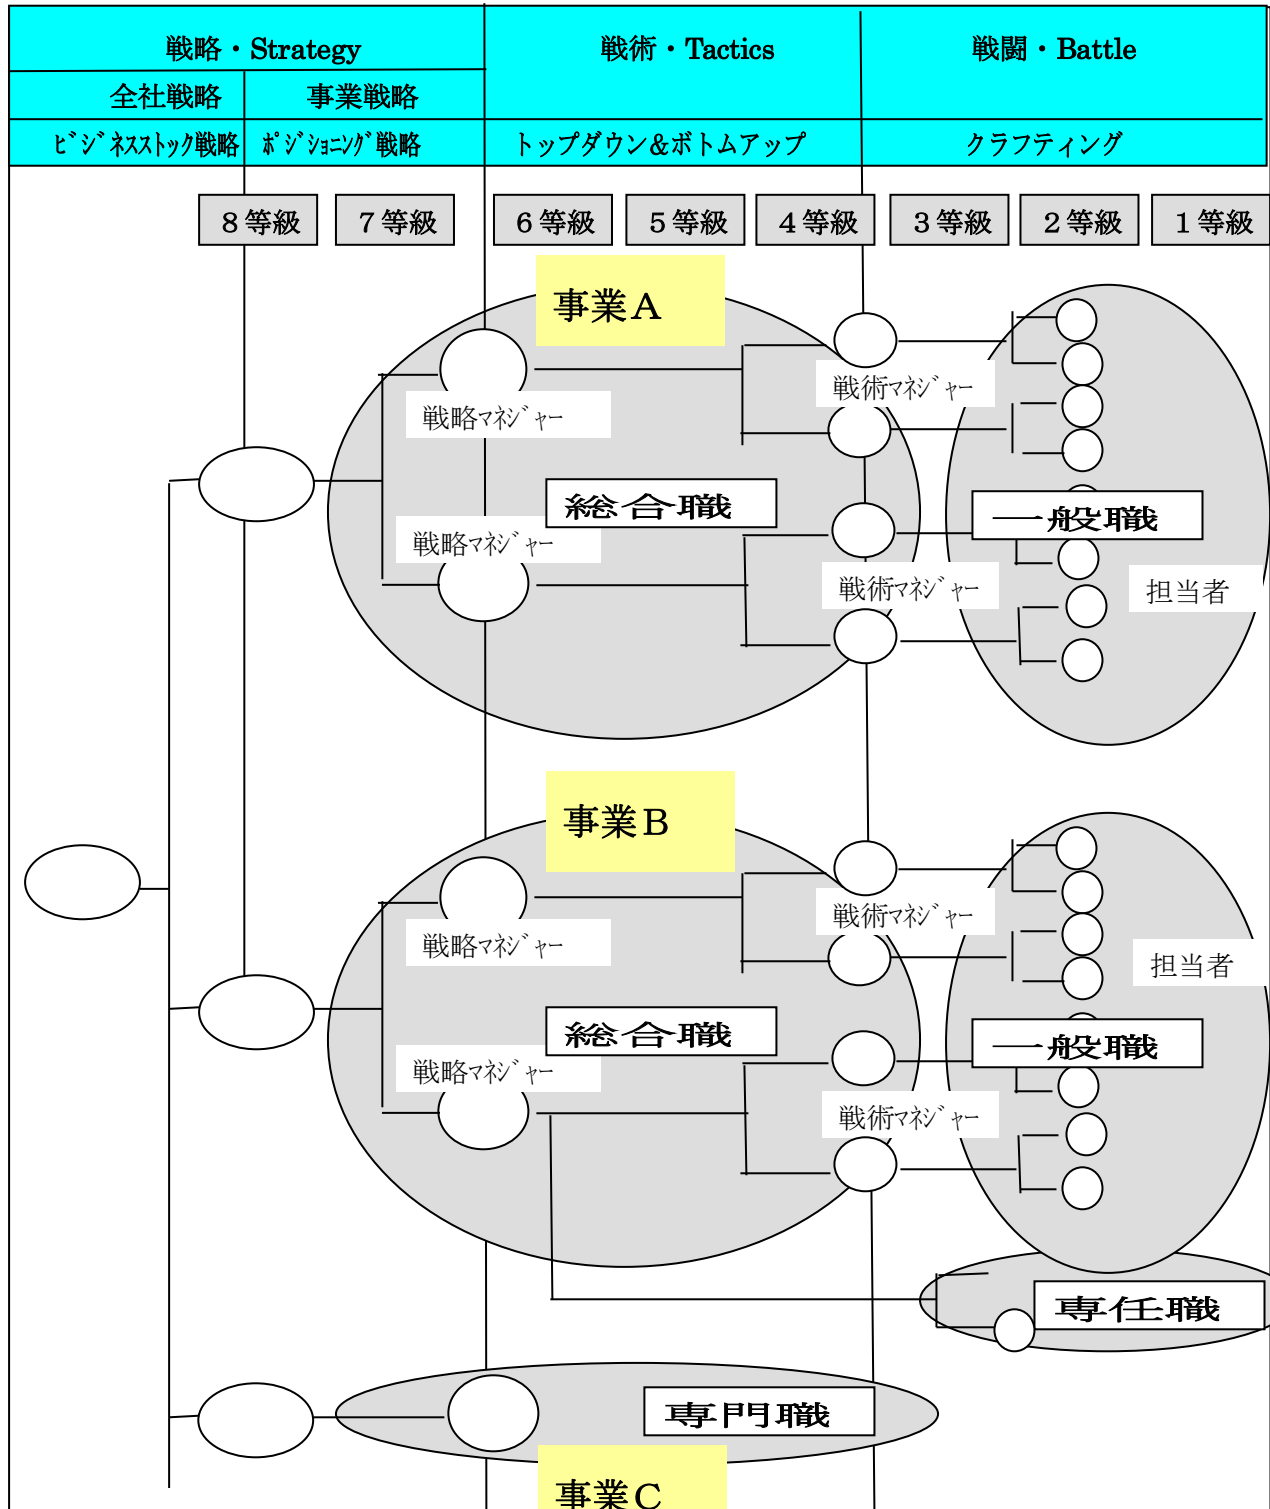 戦略・Strategy
戦術・Tactics
戦闘・Battle
全社戦略
事業戦略
ﾋﾞｼﾞﾈｽｽﾄｯｸ戦略
ﾎﾟｼﾞｼｮﾆﾝｸﾞ戦略
トップダウン＆ボトムアップ
クラフティング
８等級
７等級
６等級
５等級
４等級
３等級
２等級
１等級
事業Ａ
戦術ﾏﾈｼﾞｬｰ
戦略ﾏﾈｼﾞｬｰ
総合職
一般職
戦略ﾏﾈｼﾞｬｰ
戦術ﾏﾈｼﾞｬｰ
担当者
事業Ｂ
戦術ﾏﾈｼﾞｬｰ
戦略ﾏﾈｼﾞｬｰ
担当者
総合職
一般職
戦略ﾏﾈｼﾞｬｰ
戦術ﾏﾈｼﾞｬｰ
専任職
専門職
事業Ｃ